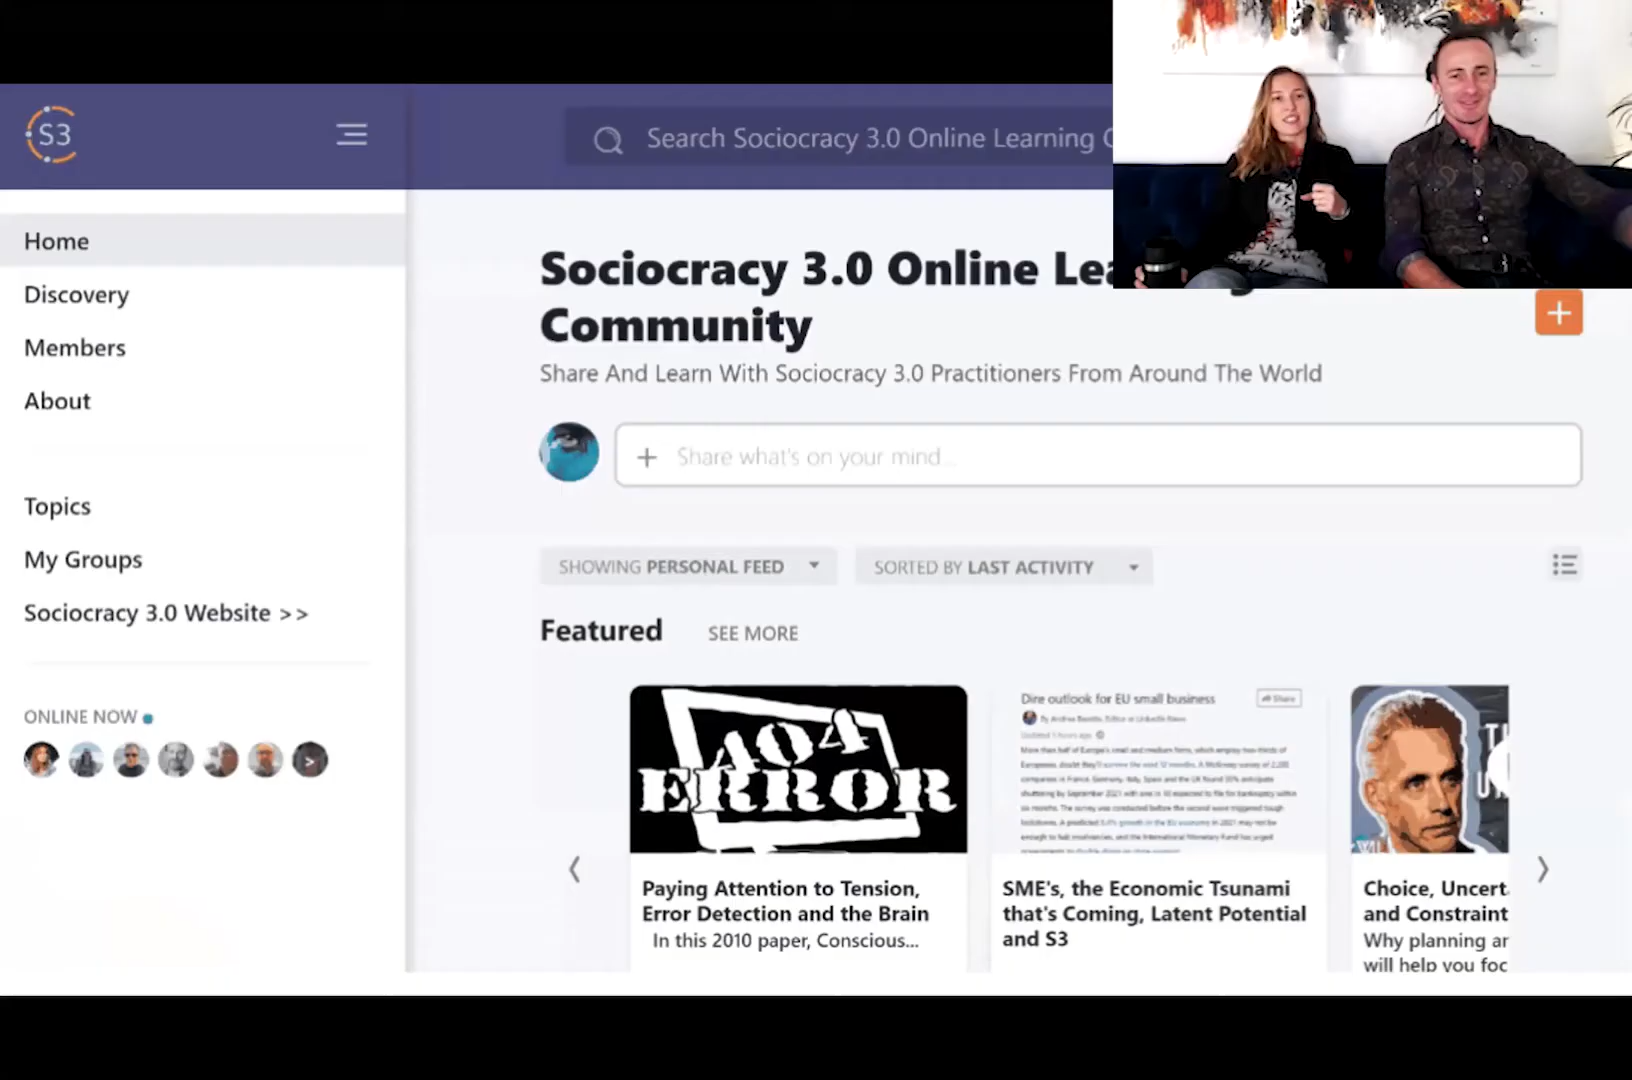 S3
Search Sociocracy 3.0 Online Learning
Home
Discovery
Members
About
Topics
My Groups
Sociocracy 3.0 Website >>
ONLINE NOW
Sociocracy 3.0 Online
Community
Share And Learn With Sociocracy 3.0 Practitioners From Around The World
+ Share what's on your mind...
SHOWING PERSONAL FEED
SORTED BY LAST ACTIVITY
Featured SEE MORE
404
ERROR
Paying Attention to Tension,
Error Detection and the Brain
In this 2010 paper, Conscious...
Dire outlook for EU small business
Share
SME's, the Economic Tsunami
that's Coming, Latent Potential
and S3
Choice, Uncert
and Constraint
Why planning ar
will help you foc